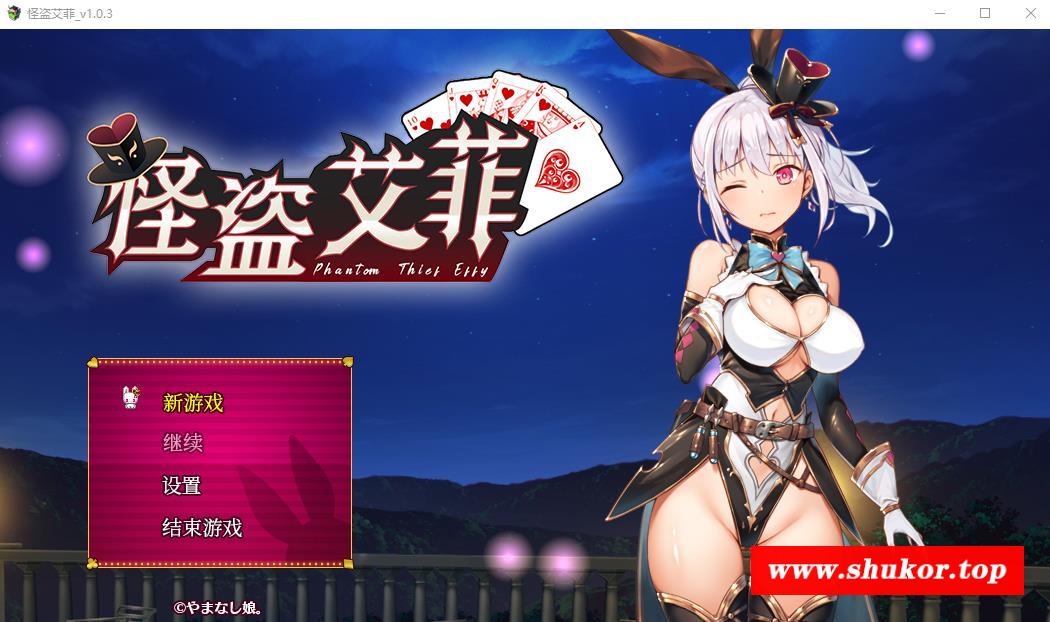 怪盗艾菲_v1.0.3
10 J Q K A
怪盗艾菲
Phantom Thief Effy
新游戏
继续
设置
结束游戏
www.shukor.top
©やまなし娘。